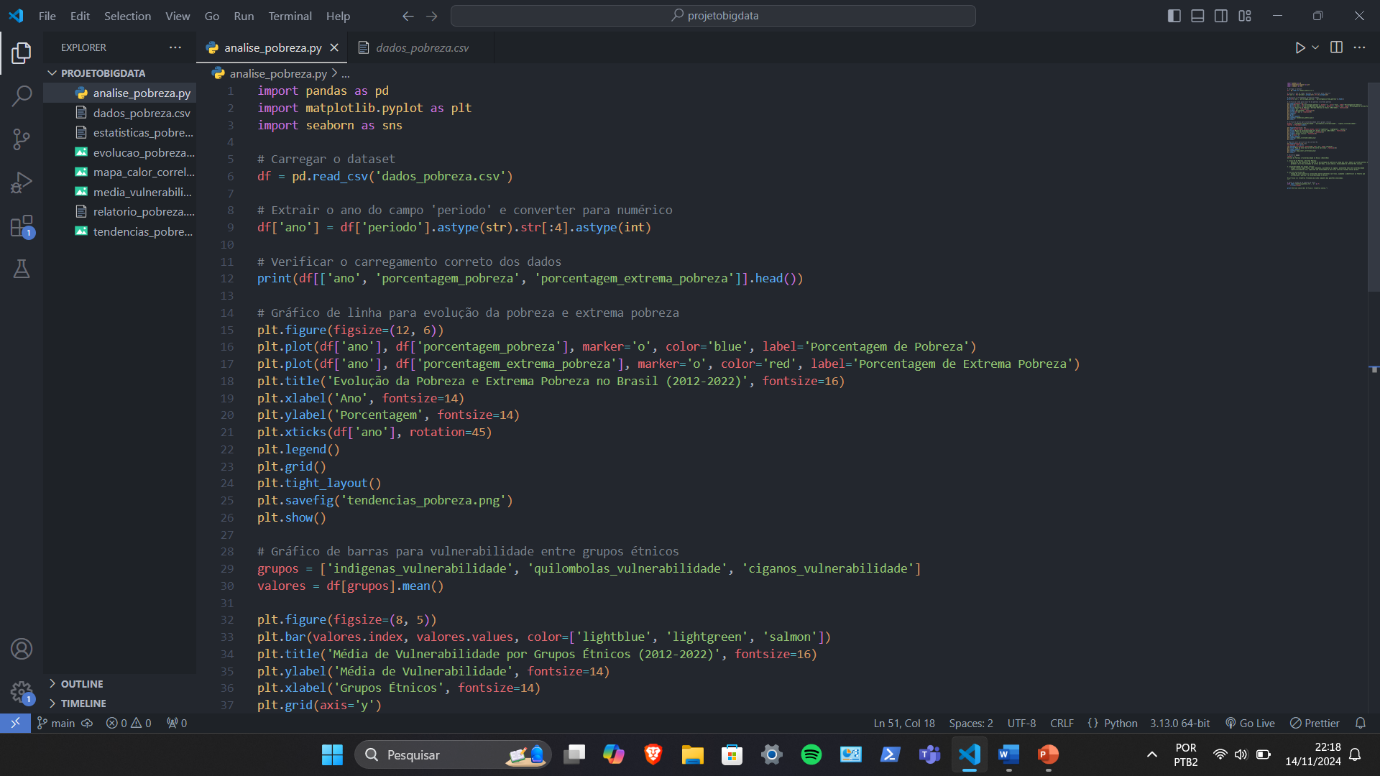 File Edit Selection View Go Run Terminal Help
projetobigdata
EXPLORER
analise_pobreza.py
dados_pobreza.csv
PROJETOBIGDATA
analise_pobreza.py
dados_pobreza.csv
estatisticas_pobre...
evolucao_pobreza...
mapa_calor_correl...
media_vulnerabili...
relatorio_pobreza....
tendencias_pobre...
OUTLINE
TIMELINE
analise_pobreza.py > ...
1 import pandas as pd
2 import matplotlib.pyplot as plt
3 import seaborn as sns
4
5 # Carregar o dataset
6 df = pd.read_csv('dados_pobreza.csv')
7
8 # Extrair o ano do campo 'periodo' e converter para numérico
9 df['ano'] = df['periodo'].astype(str).str[:4].astype(int)
10
11 # Verificar o carregamento correto dos dados
12 print(df[['ano', 'porcentagem_pobreza', 'porcentagem_extrema_pobreza']].head())
13
14 # Gráfico de linha para evolução da pobreza e extrema pobreza
15 plt.figure(figsize=(12, 6))
16 plt.plot(df['ano'], df['porcentagem_pobreza'], marker='o', color='blue', label='Porcentagem de Pobreza')
17 plt.plot(df['ano'], df['porcentagem_extrema_pobreza'], marker='o', color='red', label='Porcentagem de Extrema Pobreza')
18 plt.title('Evolução da Pobreza e Extrema Pobreza no Brasil (2012-2022)', fontsize=16)
19 plt.xlabel('Ano', fontsize=14)
20 plt.ylabel('Porcentagem', fontsize=14)
21 plt.xticks(df['ano'], rotation=45)
22 plt.legend()
23 plt.grid()
24 plt.tight_layout()
25 plt.savefig('tendencias_pobreza.png')
26 plt.show()
27
28 # Gráfico de barras para vulnerabilidade entre grupos étnicos
29 grupos = ['indigenas_vulnerabilidade', 'quilombolas_vulnerabilidade', 'ciganos_vulnerabilidade']
30 valores = df[grupos].mean()
31
32 plt.figure(figsize=(8, 5))
33 plt.bar(valores.index, valores.values, color=['lightblue', 'lightgreen', 'salmon'])
34 plt.title('Média de Vulnerabilidade por Grupos Étnicos (2012-2022)', fontsize=16)
35 plt.ylabel('Média de Vulnerabilidade', fontsize=14)
36 plt.xlabel('Grupos Étnicos', fontsize=14)
37 plt.grid(axis='y')
1
1
main 0 0 0 Ln 51, Col 18 Spaces: 2 UTF-8 CRLF {} Python 3.13.0 64-bit Go Live Prettier
Pesquisar
POR
PTB2
22:18
14/11/2024